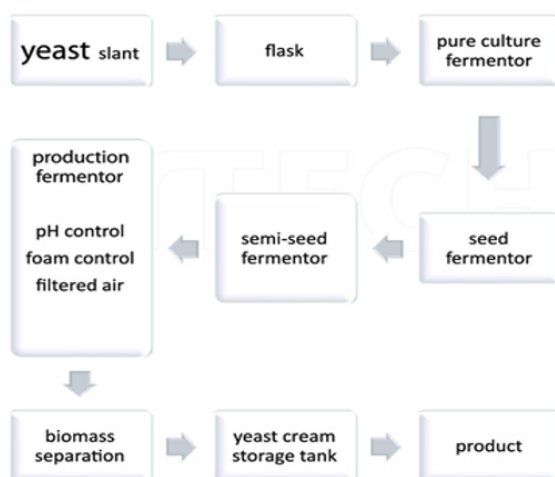 yeast slant
flask
pure culture
fermentor
seed
fermentor
semi-seed
fermentor
production
fermentor
pH control
foam control
filtered air
biomass
separation
yeast cream
storage tank
product